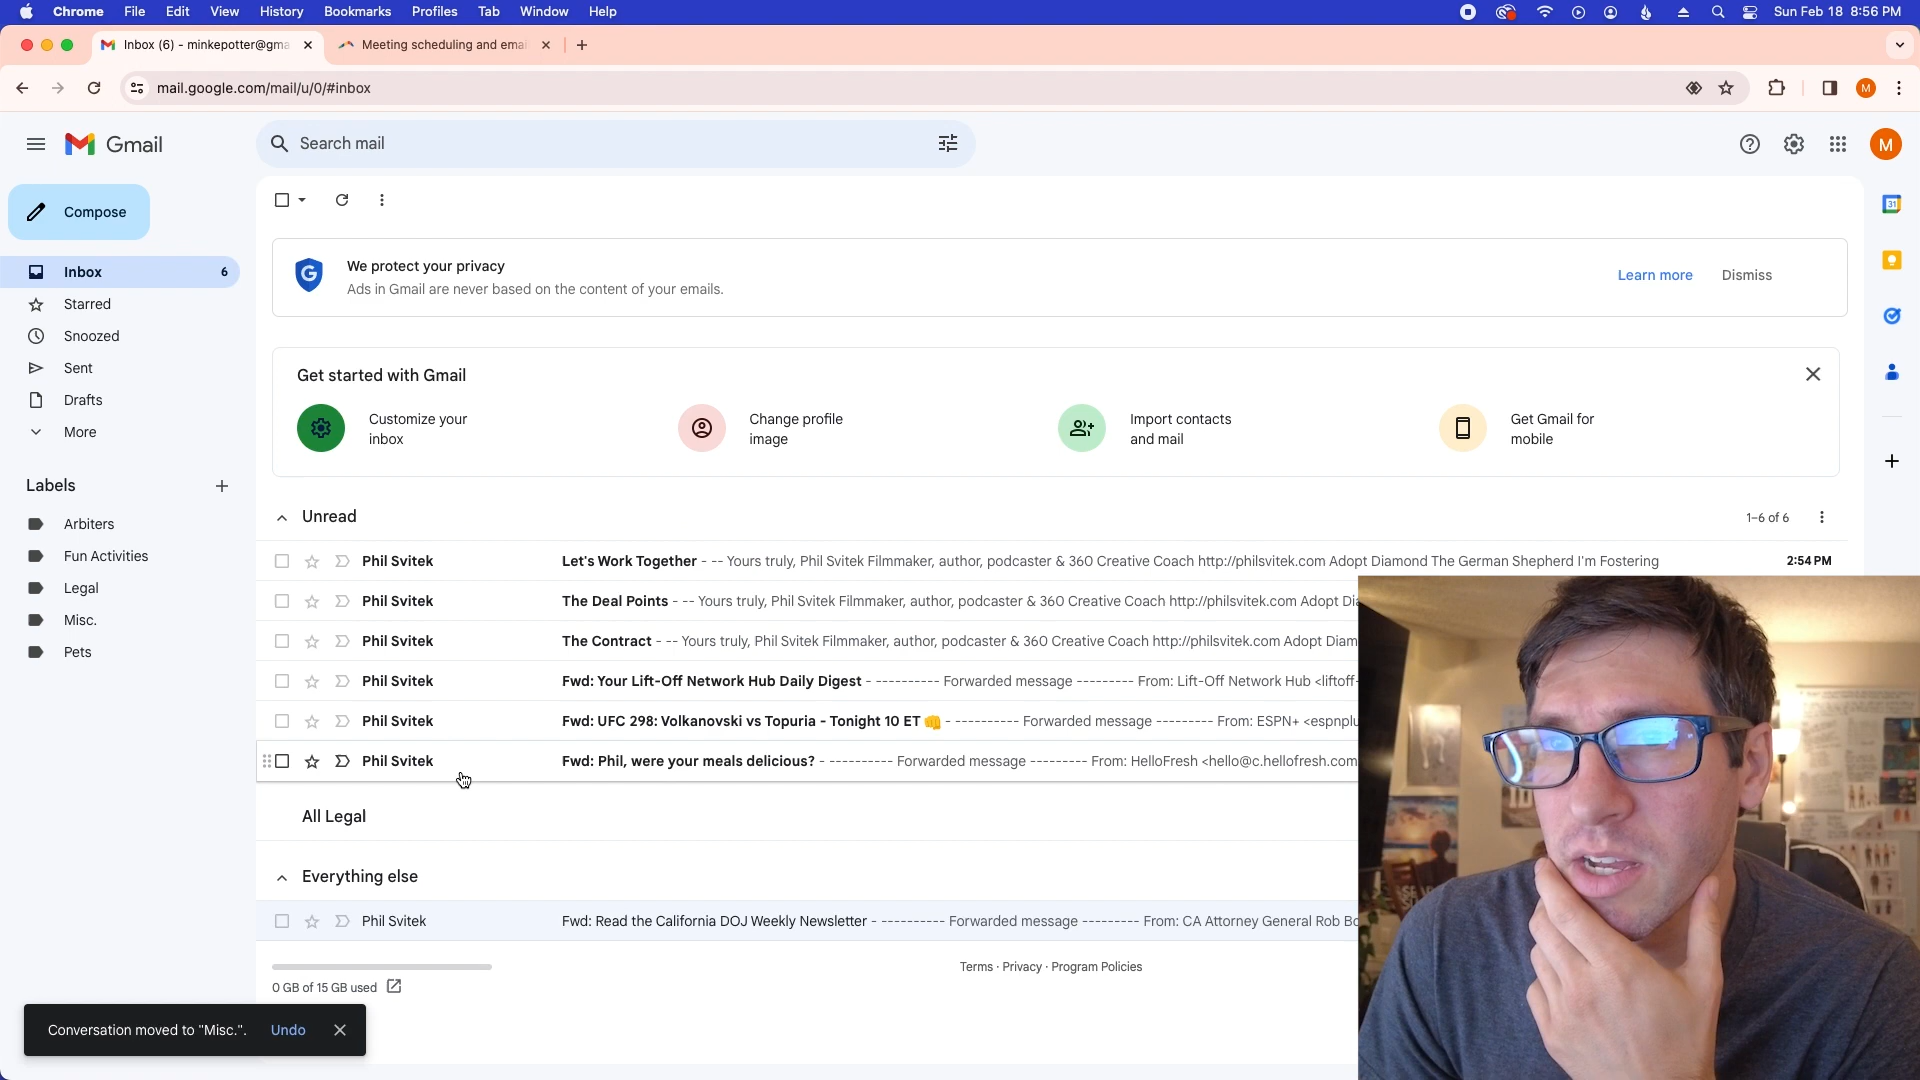 Chrome File Edit View History Bookmarks Profiles Tab Window Help Sun Feb 18 8:56 PM
Inbox (6) - minkepotter@gma Meeting scheduling and emai
mail.google.com/mail/u/0/#inbox M
Gmail Search mail M
Compose
Inbox 6
Starred
Snoozed
Sent
Drafts
More
Labels
Arbiters
Fun Activities
Legal
Misc.
Pets
We protect your privacy
Ads in Gmail are never based on the content of your emails.
Learn more Dismiss
Get started with Gmail
Customize your
inbox
Change profile
image
Import contacts
and mail
Get Gmail for
mobile
Unread 1–6 of 6
Phil Svitek Let's Work Together - -- Yours truly, Phil Svitek Filmmaker, author, podcaster & 360 Creative Coach http://philsvitek.com Adopt Diamond The German Shepherd I'm Fostering 2:54 PM
Phil Svitek The Deal Points - -- Yours truly, Phil Svitek Filmmaker, author, podcaster & 360 Creative Coach http://philsvitek.com Adopt Dia
Phil Svitek The Contract - -- Yours truly, Phil Svitek Filmmaker, author, podcaster & 360 Creative Coach http://philsvitek.com Adopt Diam
Phil Svitek Fwd: Your Lift-Off Network Hub Daily Digest - ---------- Forwarded message --------- From: Lift-Off Network Hub <liftoff-
Phil Svitek Fwd: UFC 298: Volkanovski vs Topuria - Tonight 10 ET 👊 - ---------- Forwarded message --------- From: ESPN+ <espnplu
Phil Svitek Fwd: Phil, were your meals delicious? - ---------- Forwarded message --------- From: HelloFresh <hello@c.hellofresh.com
All Legal
Everything else
Phil Svitek Fwd: Read the California DOJ Weekly Newsletter - ---------- Forwarded message --------- From: CA Attorney General Rob Bo
0 GB of 15 GB used
Terms · Privacy · Program Policies
Conversation moved to "Misc.". Undo
31